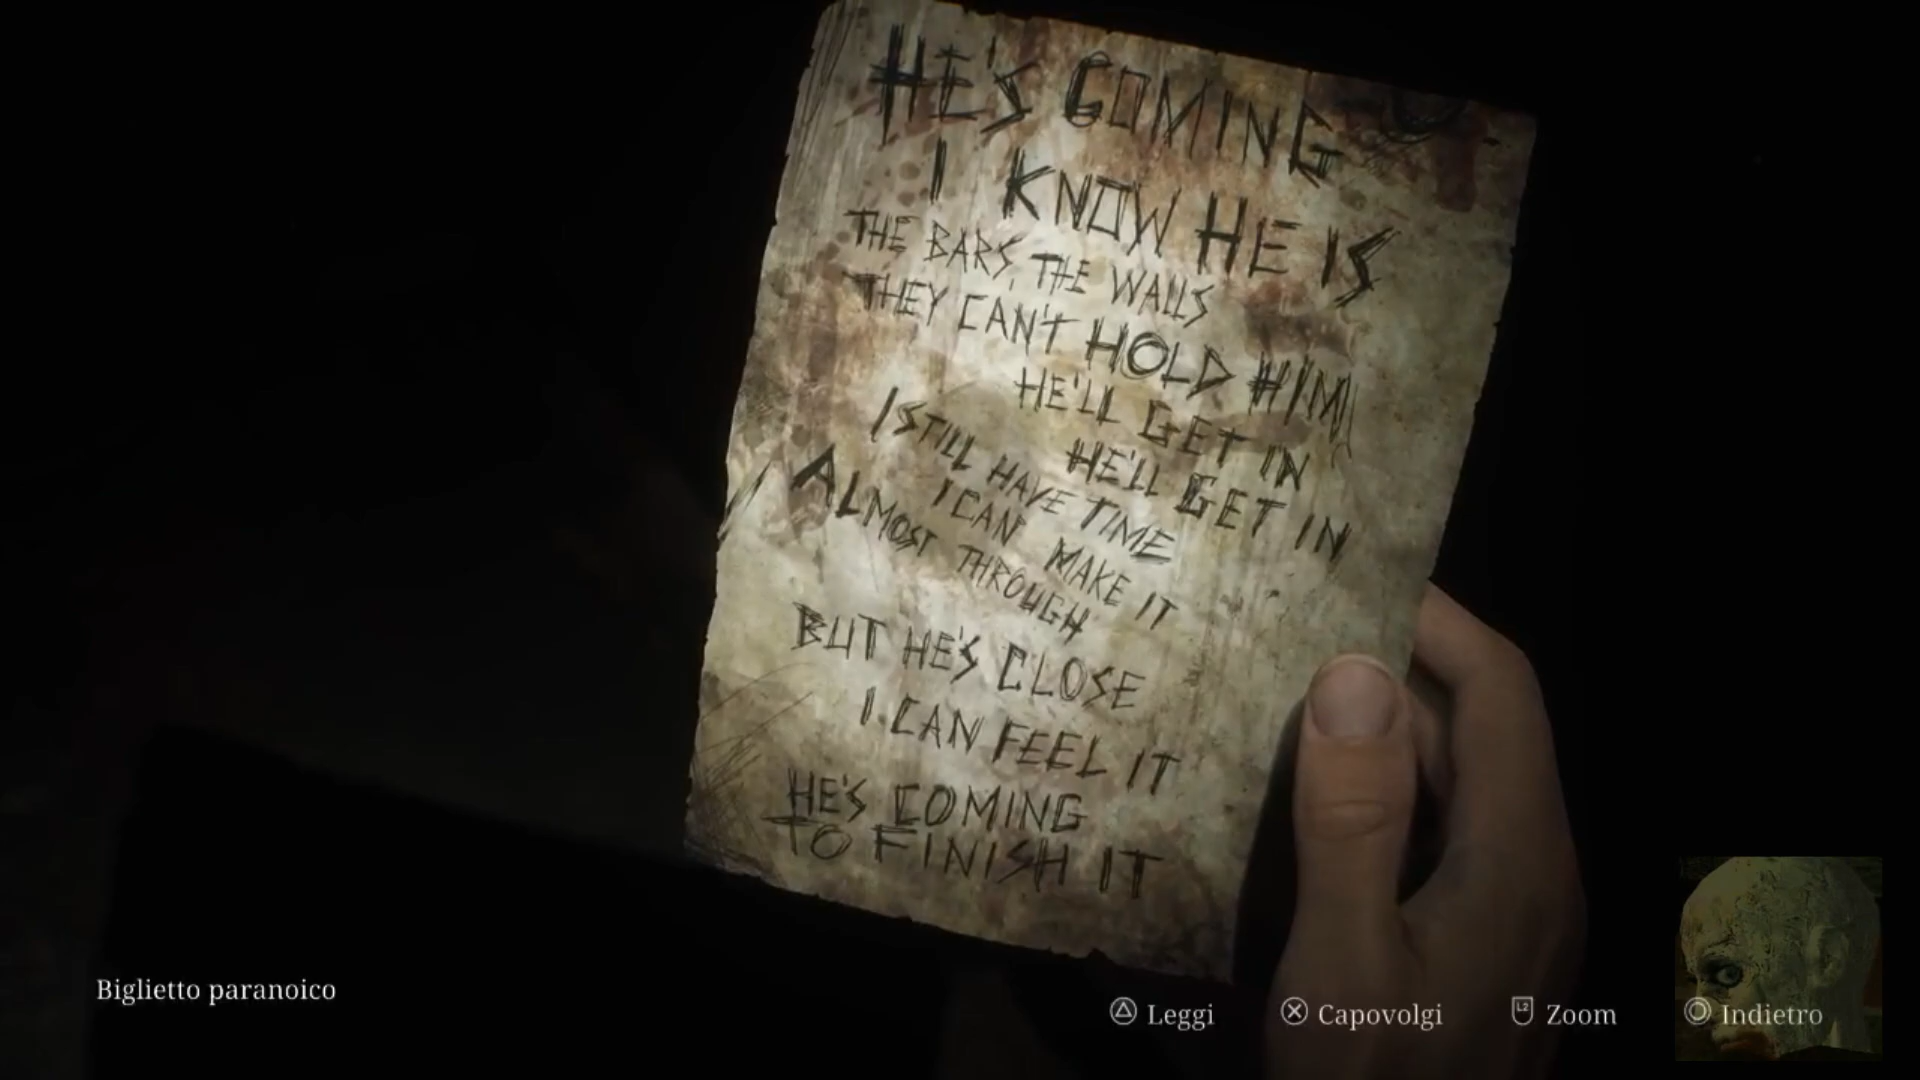 HE'S COMING
I KNOW HE IS
THE BARS, THE WALLS
THEY CAN'T HOLD HIM
HE'LL GET IN
HE'LL GET IN
I STILL HAVE TIME
I CAN MAKE IT
ALMOST THROUGH
BUT HE'S CLOSE
I CAN FEEL IT
HE'S COMING
TO FINISH IT
Biglietto paranoico
Leggi
Capovolgi
L2 Zoom
Indietro